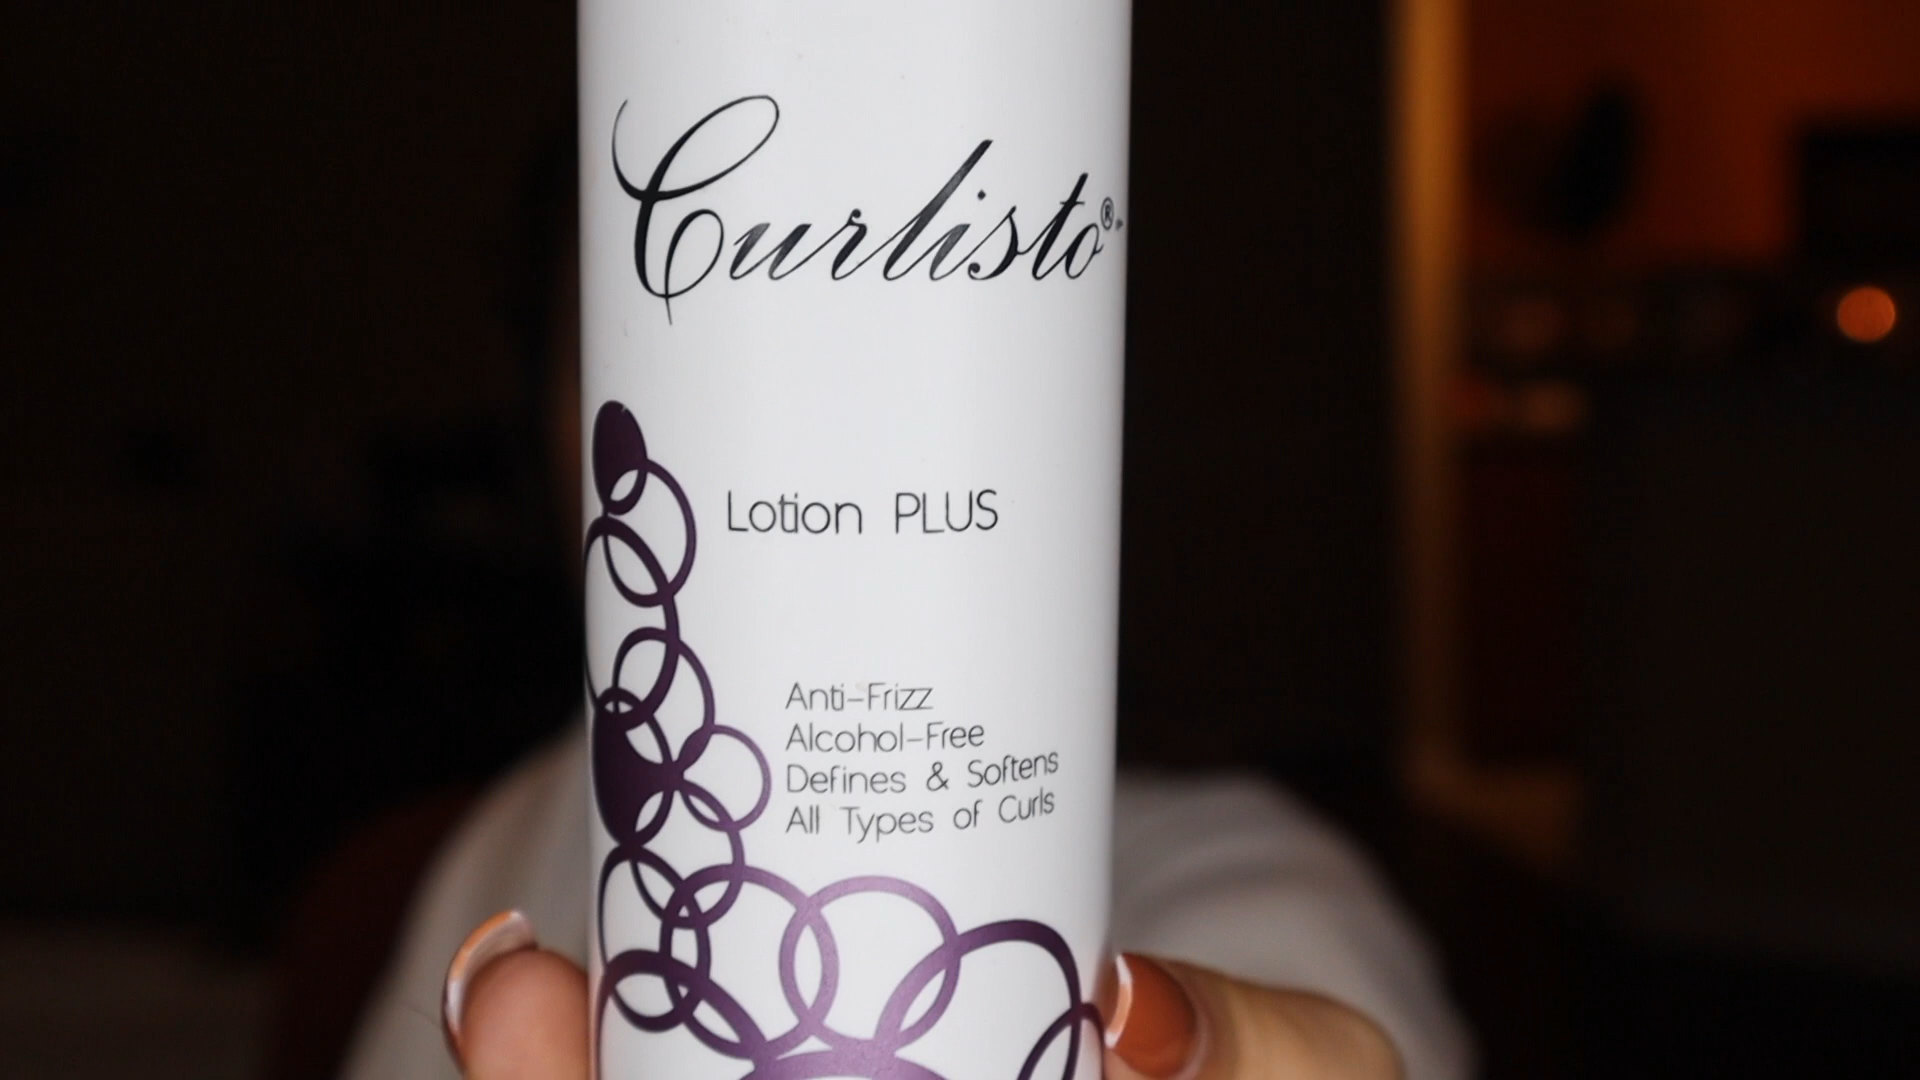 Curlisto®
Lotion PLUS
Anti-Frizz
Alcohol-Free
Defines & Softens
All Types of Curls